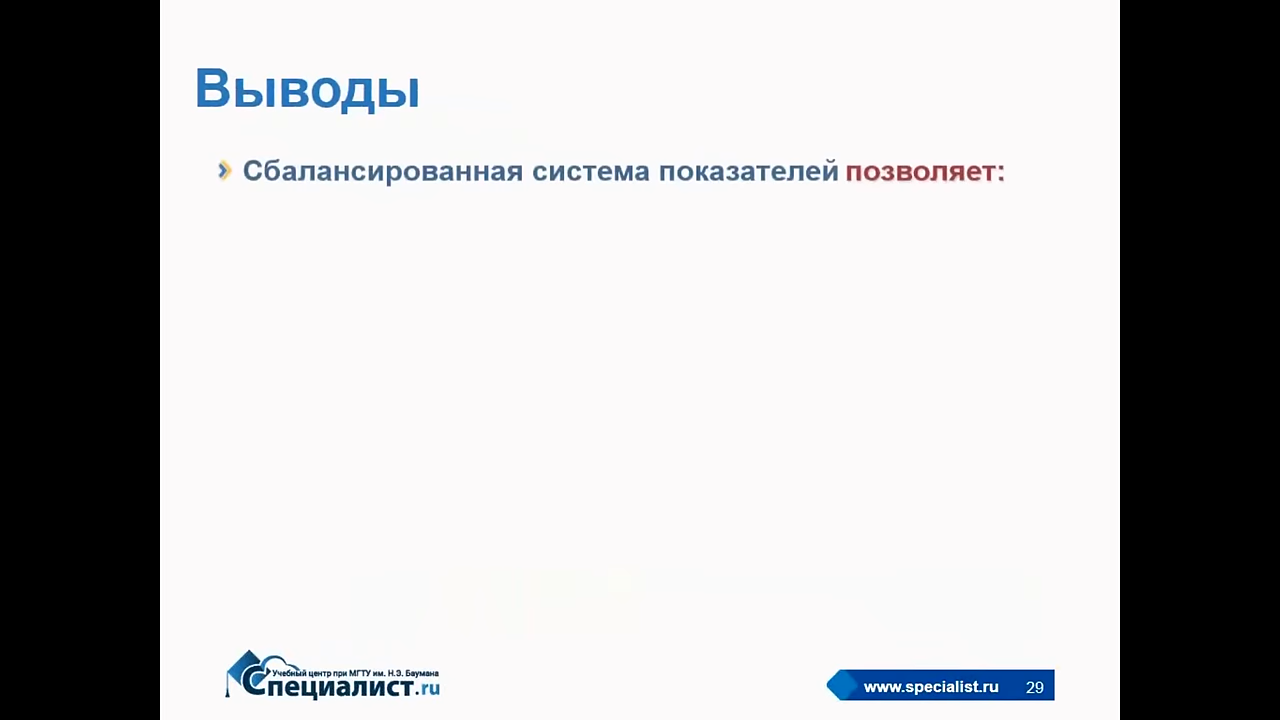 Выводы
Сбалансированная система показателей позволяет:
Учебный центр при МГТУ им. Н.Э. Баумана
Специалист.ru
www.specialist.ru 29